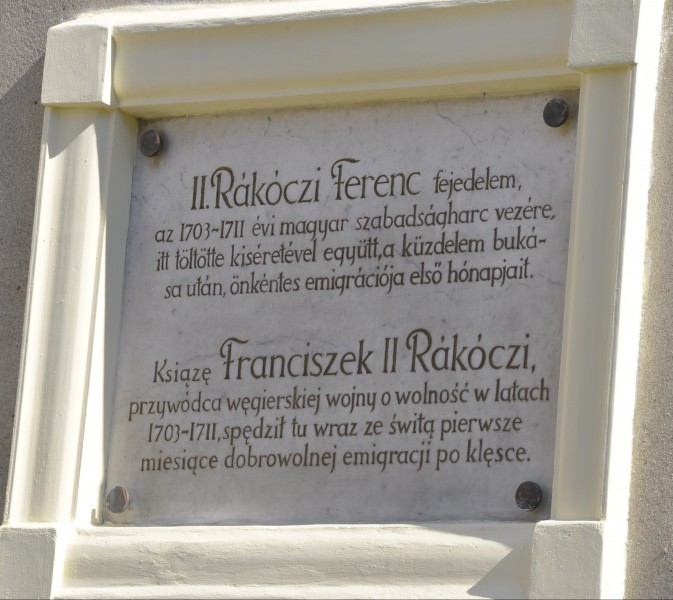 II. Rákóczi Ferenc fejedelem,
az 1703-1711 évi magyar szabadságharc vezére,
itt töltötte kiséretével együtt, a küzdelem buká-
sa után, önkéntes emigrációja első hónapjait.
Książę Franciszek II Rákóczi,
przywódca węgierskiej wojny o wolność w latach
1703-1711, spędził tu wraz ze świtą pierwsze
miesiące dobrowolnej emigracji po klęsce.